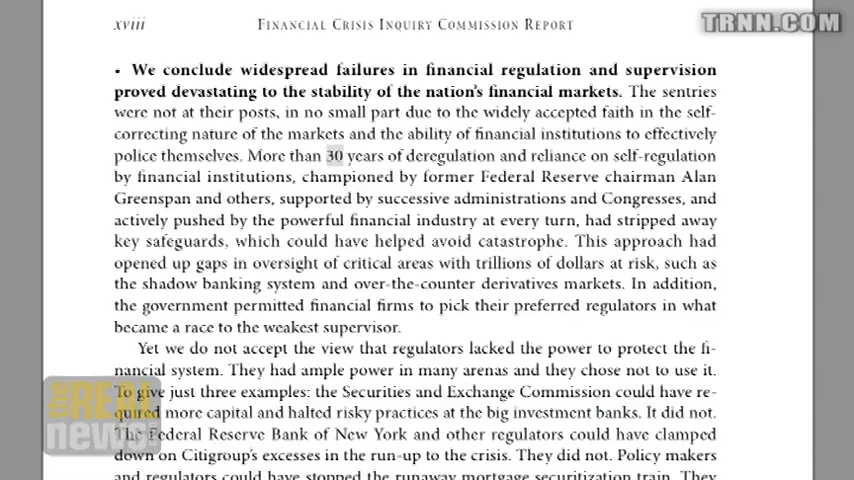 xviii FINANCIAL CRISIS INQUIRY COMMISSION REPORT
TRNN.COM
• We conclude widespread failures in financial regulation and supervision
proved devastating to the stability of the nation's financial markets. The sentries
were not at their posts, in no small part due to the widely accepted faith in the self-
correcting nature of the markets and the ability of financial institutions to effectively
police themselves. More than 30 years of deregulation and reliance on self-regulation
by financial institutions, championed by former Federal Reserve chairman Alan
Greenspan and others, supported by successive administrations and Congresses, and
actively pushed by the powerful financial industry at every turn, had stripped away
key safeguards, which could have helped avoid catastrophe. This approach had
opened up gaps in oversight of critical areas with trillions of dollars at risk, such as
the shadow banking system and over-the-counter derivatives markets. In addition,
the government permitted financial firms to pick their preferred regulators in what
became a race to the weakest supervisor.
Yet we do not accept the view that regulators lacked the power to protect the fi-
nancial system. They had ample power in many arenas and they chose not to use it.
To give just three examples: the Securities and Exchange Commission could have re-
quired more capital and halted risky practices at the big investment banks. It did not.
The Federal Reserve Bank of New York and other regulators could have clamped
down on Citigroup's excesses in the run-up to the crisis. They did not. Policy makers
and regulators could have stopped the runaway mortgage securitization train. They
the REAL
news